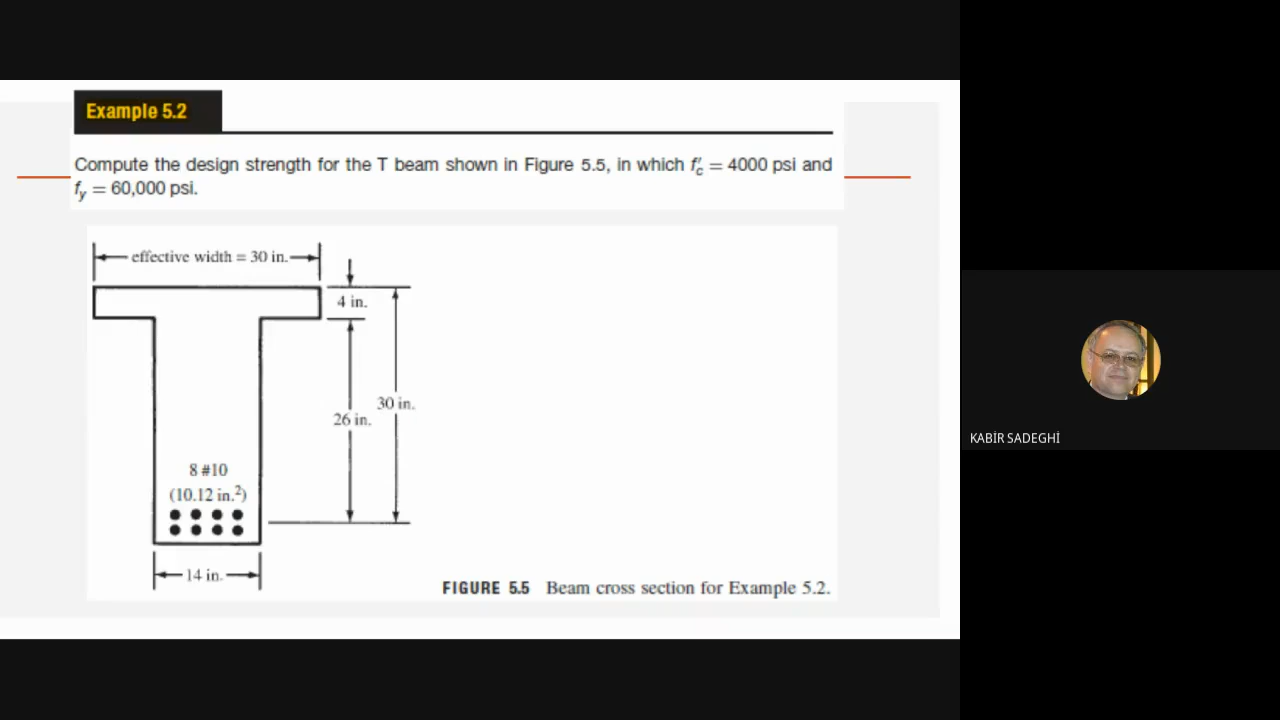 Example 5.2
Compute the design strength for the T beam shown in Figure 5.5, in which f′c = 4000 psi and
fy = 60,000 psi.
effective width = 30 in.
4 in.
30 in.
26 in.
8 #10
(10.12 in.²)
14 in.
FIGURE 5.5 Beam cross section for Example 5.2.
KABİR SADEGHİ